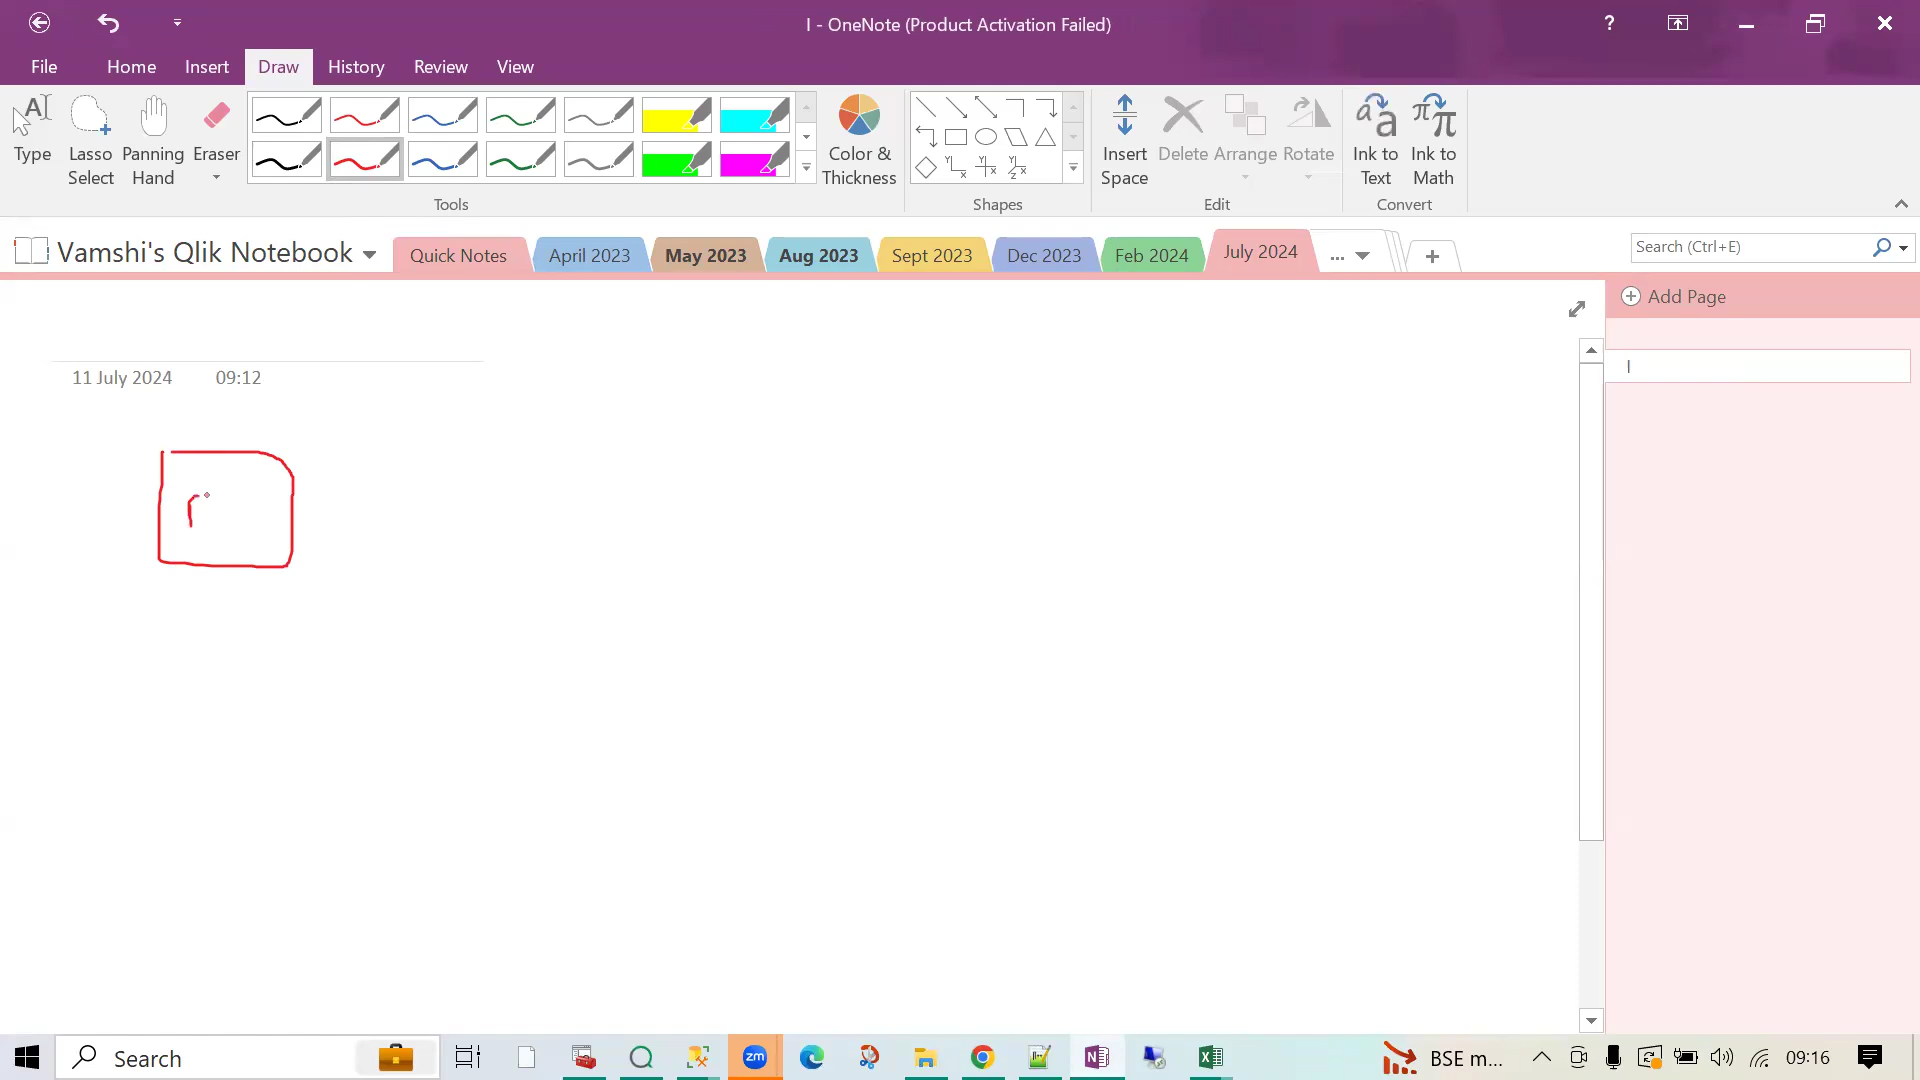 I - OneNote (Product Activation Failed)
?
File Home Insert Draw History Review View
Type
Lasso Select
Panning Hand
Eraser
Color & Thickness
Insert Space
Delete
Arrange
Rotate
Ink to Text
Ink to Math
Tools
Shapes
Edit
Convert
Vamshi's Qlik Notebook
Quick Notes April 2023 May 2023 Aug 2023 Sept 2023 Dec 2023 Feb 2024 July 2024 ...
Search (Ctrl+E)
Add Page
I
11 July 2024 09:12
r
Search
zm
BSE m...
09:16